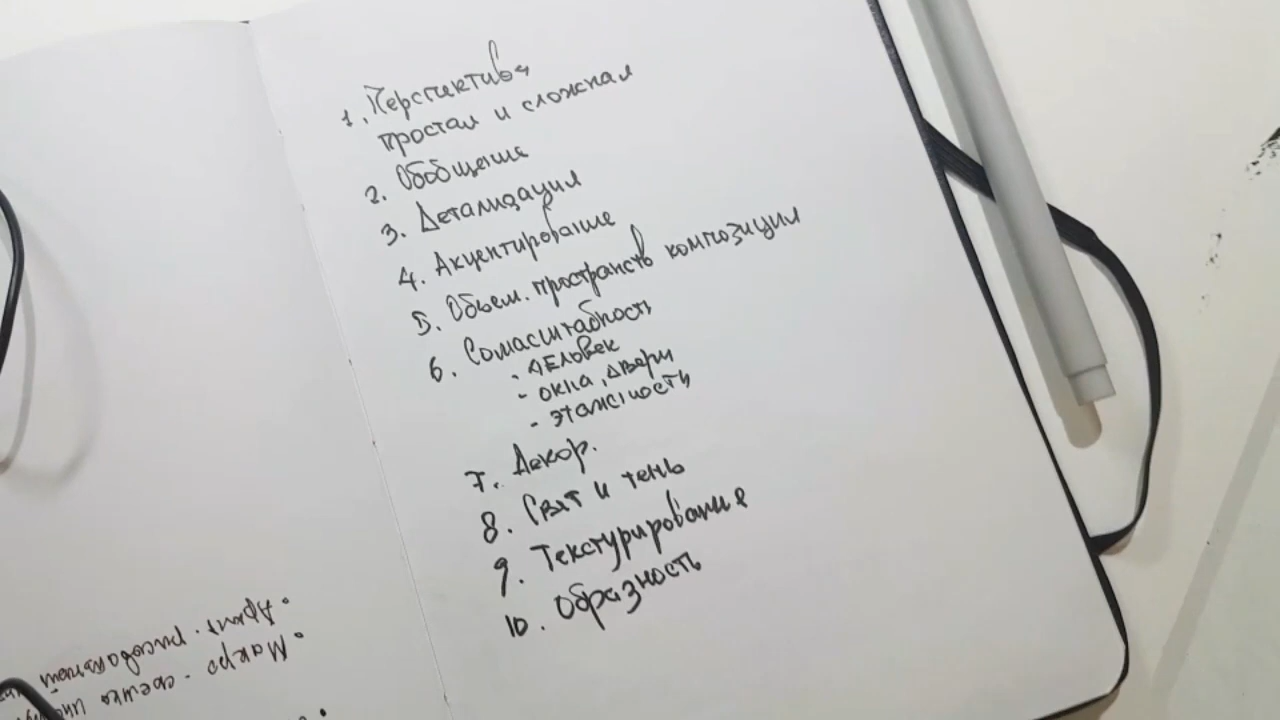 1. Перспектива
простая и сложная
2. Обобщение
3. Детализация
4. Акцентирование
5. Объем. пространств композиции
6. Сомасштабность
- человек
- окна, двери
- этажность
7. Декор.
8. Свет и тень
9. Текстурирование
10. Образность